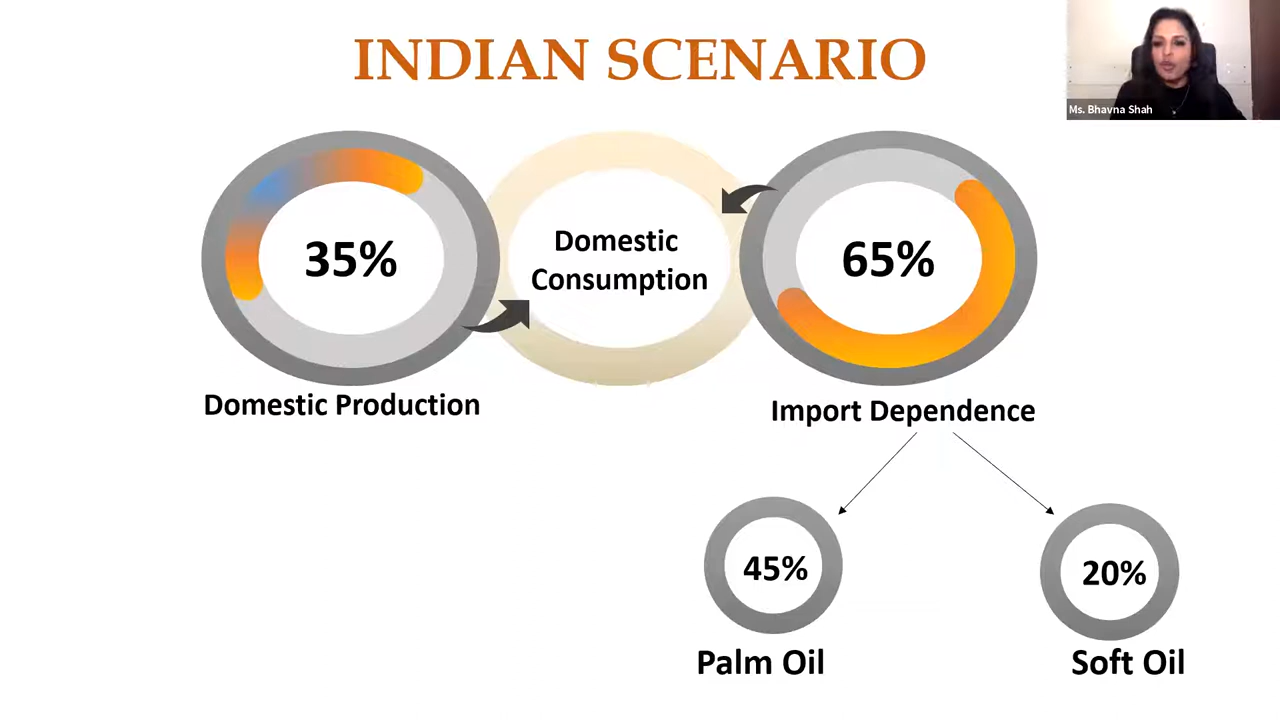 INDIAN SCENARIO
Ms. Bhavna Shah
35%
Domestic
Consumption
65%
Domestic Production
Import Dependence
45%
20%
Palm Oil
Soft Oil